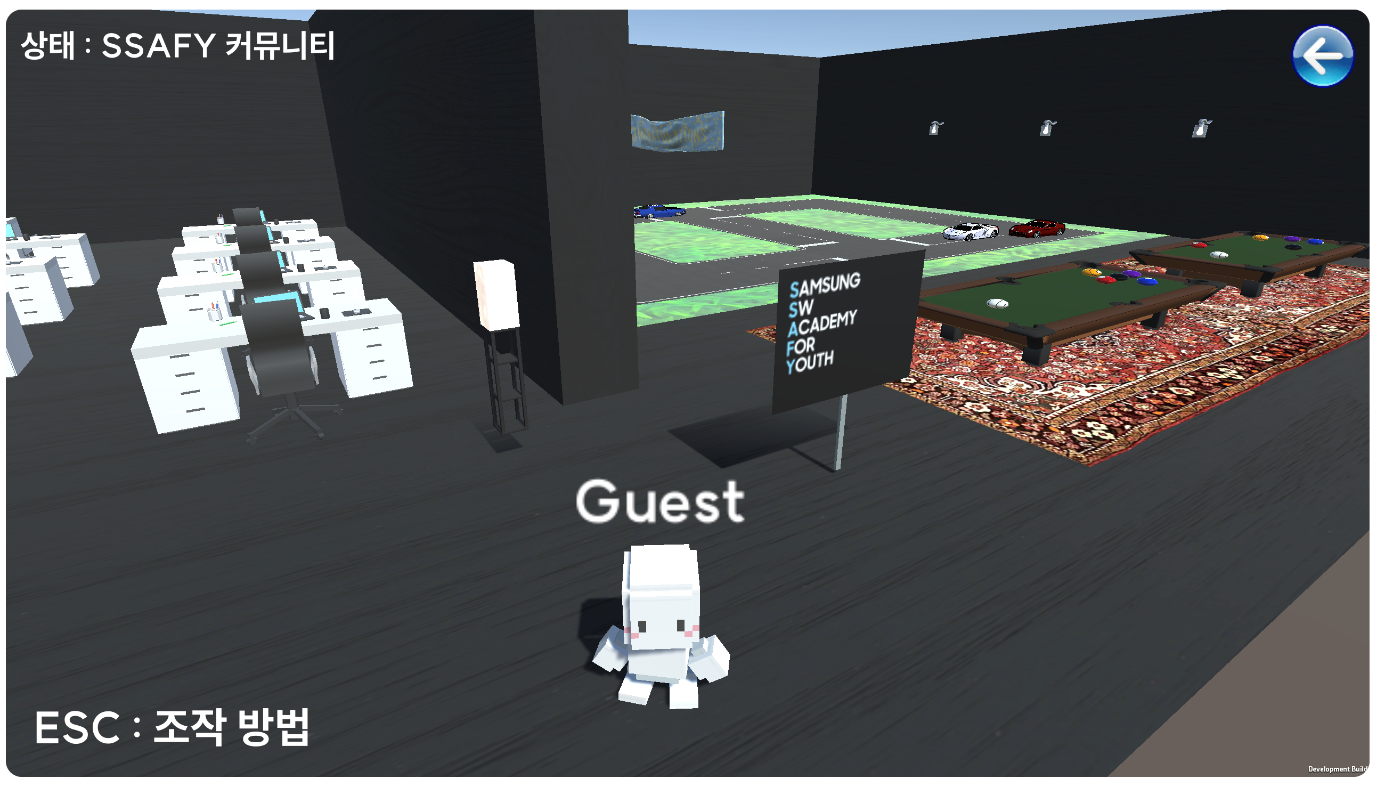 상태 : SSAFY 커뮤니티
SAMSUNG
SW
ACADEMY
FOR
YOUTH
Guest
ESC : 조작 방법
Development Build